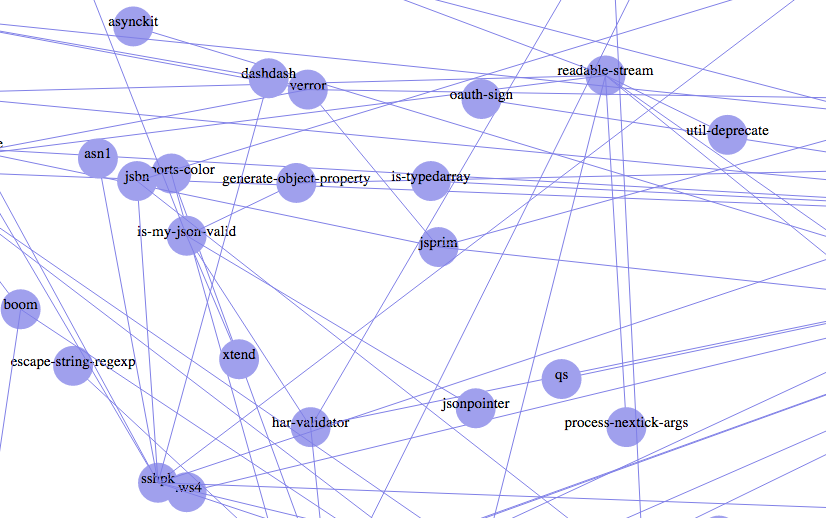 asynckit
dashdash
verror
readable-stream
oauth-sign
util-deprecate
asn1
jsbn
ports-color
generate-object-property
is-typedarray
is-my-json-valid
jsprim
boom
escape-string-regexp
xtend
qs
jsonpointer
har-validator
process-nextick-args
sshpk
.ws4